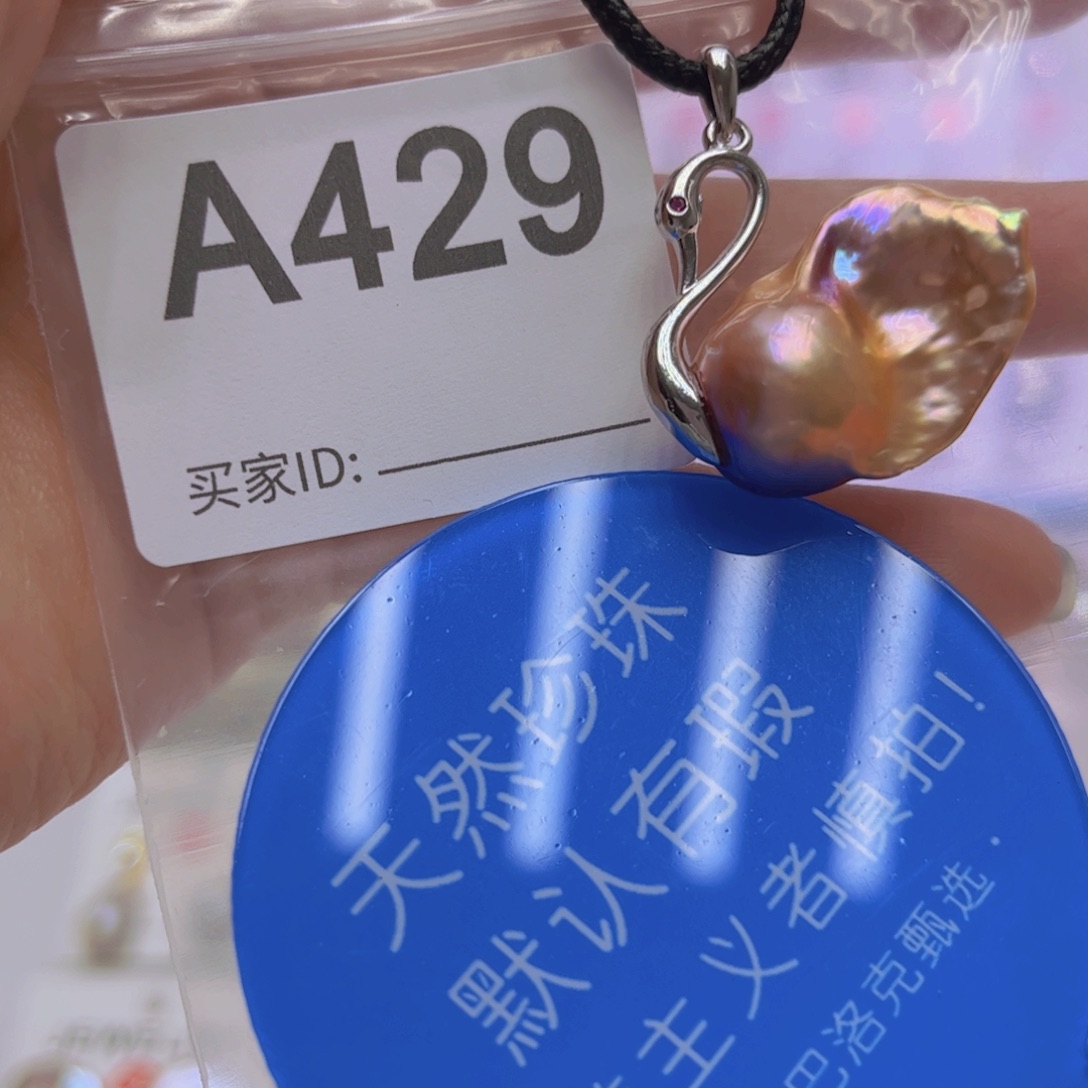 A429
买家ID:
天然珍珠
默认有瑕
主义者慎拍！
巴洛克甄选·